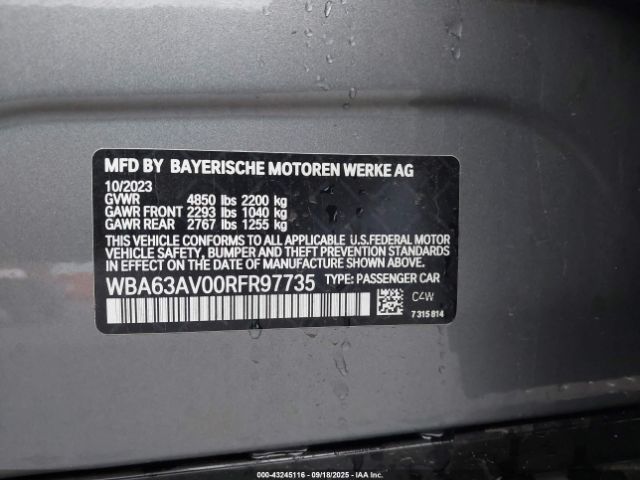 MFD BY BAYERISCHE MOTOREN WERKE AG
10/2023
GVWR 4850 lbs 2200 kg
GAWR FRONT 2293 lbs 1040 kg
GAWR REAR 2767 lbs 1255 kg
THIS VEHICLE CONFORMS TO ALL APPLICABLE U.S.FEDERAL MOTOR
VEHICLE SAFETY, BUMPER AND THEFT PREVENTION STANDARDS
IN EFFECT ON THE DATE OF MANUFACTURE SHOWN ABOVE.
WBA63AV00RFR97735 TYPE: PASSENGER CAR
C4W
7 315 814
000-43245116 - 09/18/2025 - IAA Inc.